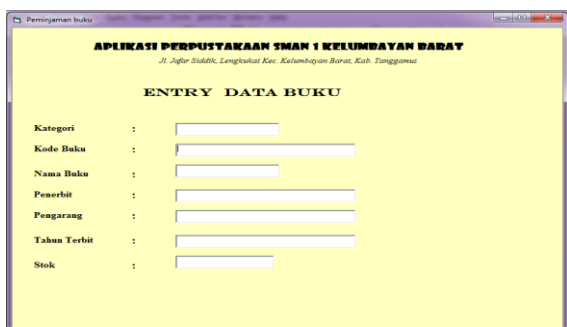 Peminjaman buku
APLIKASI PERPUSTAKAAN SMAN 1 KELUMBAYAN BARAT
Jl. Jafar Siddik, Lengkukai Kec. Kelumbayan Barat, Kab. Tanggamus
ENTRY DATA BUKU
Kategori :
Kode Buku :
Nama Buku :
Penerbit :
Pengarang :
Tahun Terbit :
Stok :